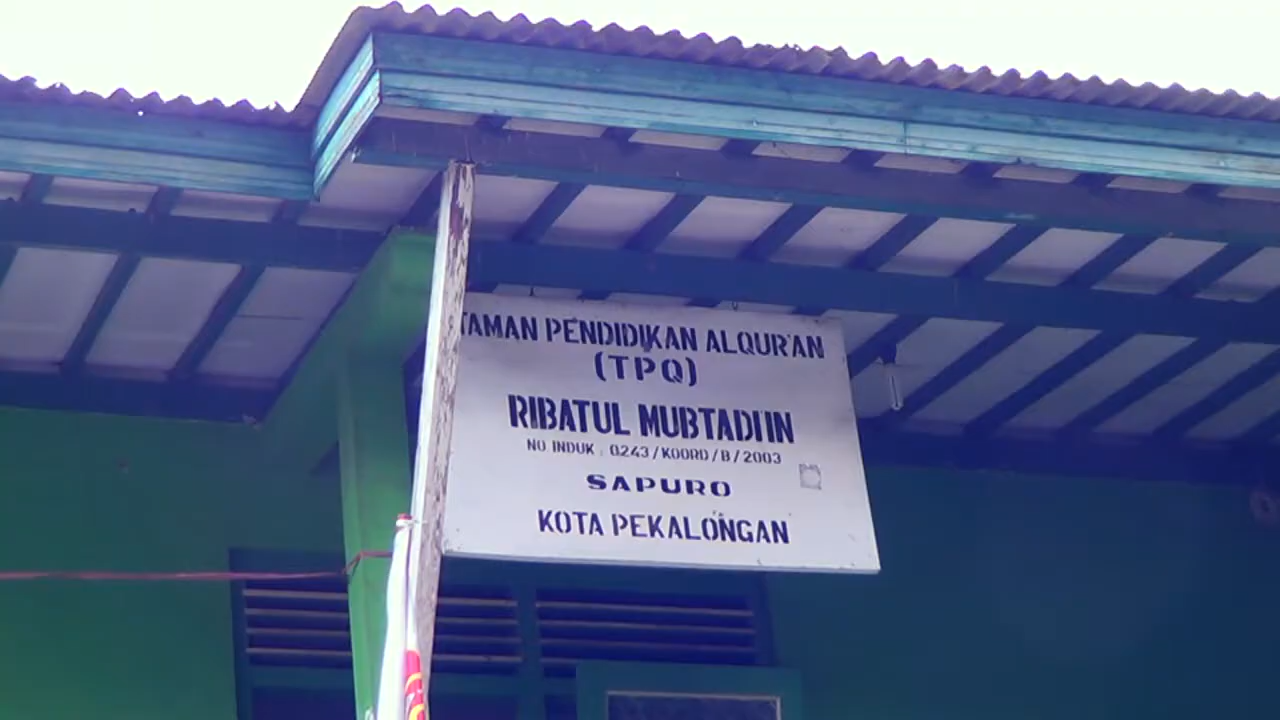 TAMAN PENDIDIKAN ALQUR'AN
(TPQ)
RIBATUL MUBTADI'IN
NO INDUK : 0243/KOORD/B/2003
SAPURO
KOTA PEKALONGAN